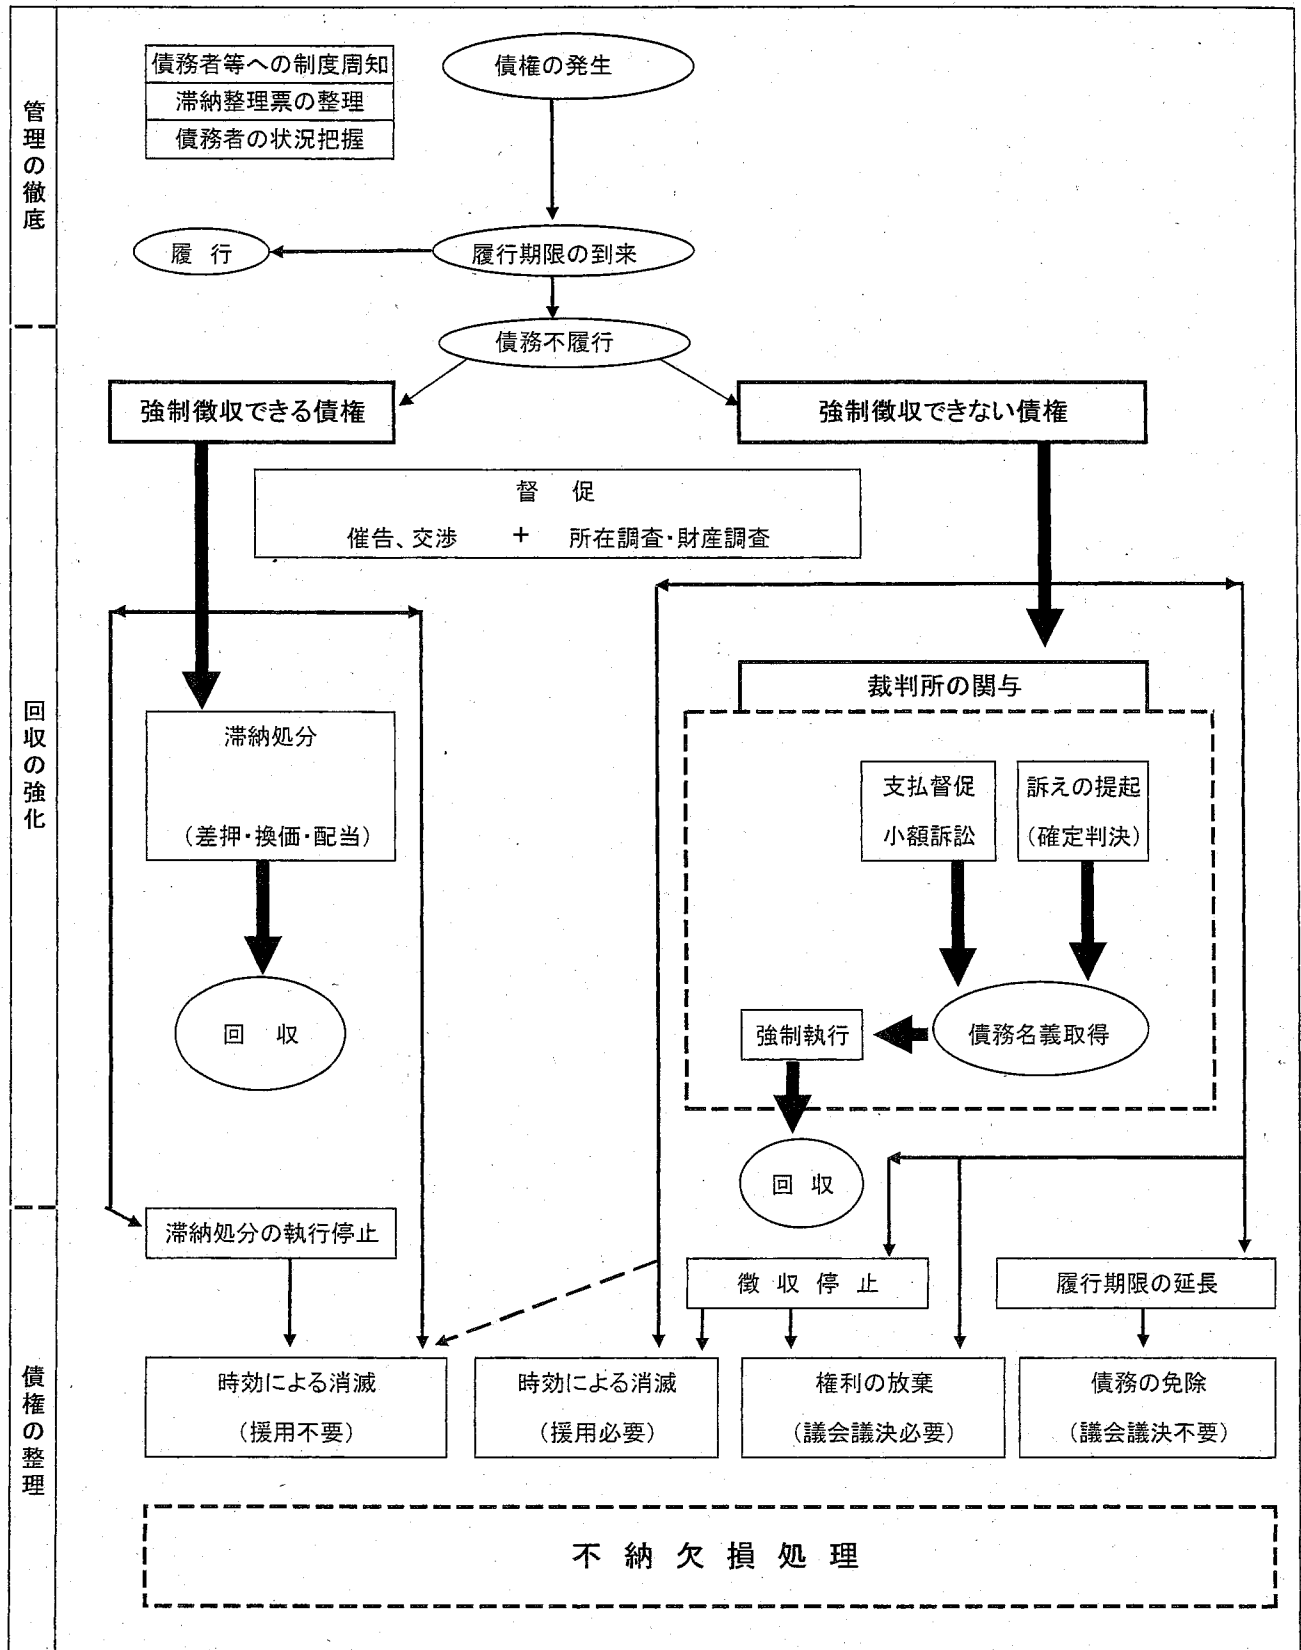 管理の徹底
債務者等への制度周知
滞納整理票の整理
債務者の状況把握
債権の発生
履 行
履行期限の到来
回収の強化
債務不履行
強制徴収できる債権
強制徴収できない債権
督 促
催告、交渉 + 所在調査・財産調査
滞納処分
(差押・換価・配当)
回 収
裁判所の関与
支払督促
小額訴訟
訴えの提起
(確定判決)
債務名義取得
強制執行
回 収
債権の整理
滞納処分の執行停止
徴 収 停 止
履行期限の延長
時効による消滅
(援用不要)
時効による消滅
(援用必要)
権利の放棄
(議会議決必要)
債務の免除
(議会議決不要)
不 納 欠 損 処 理